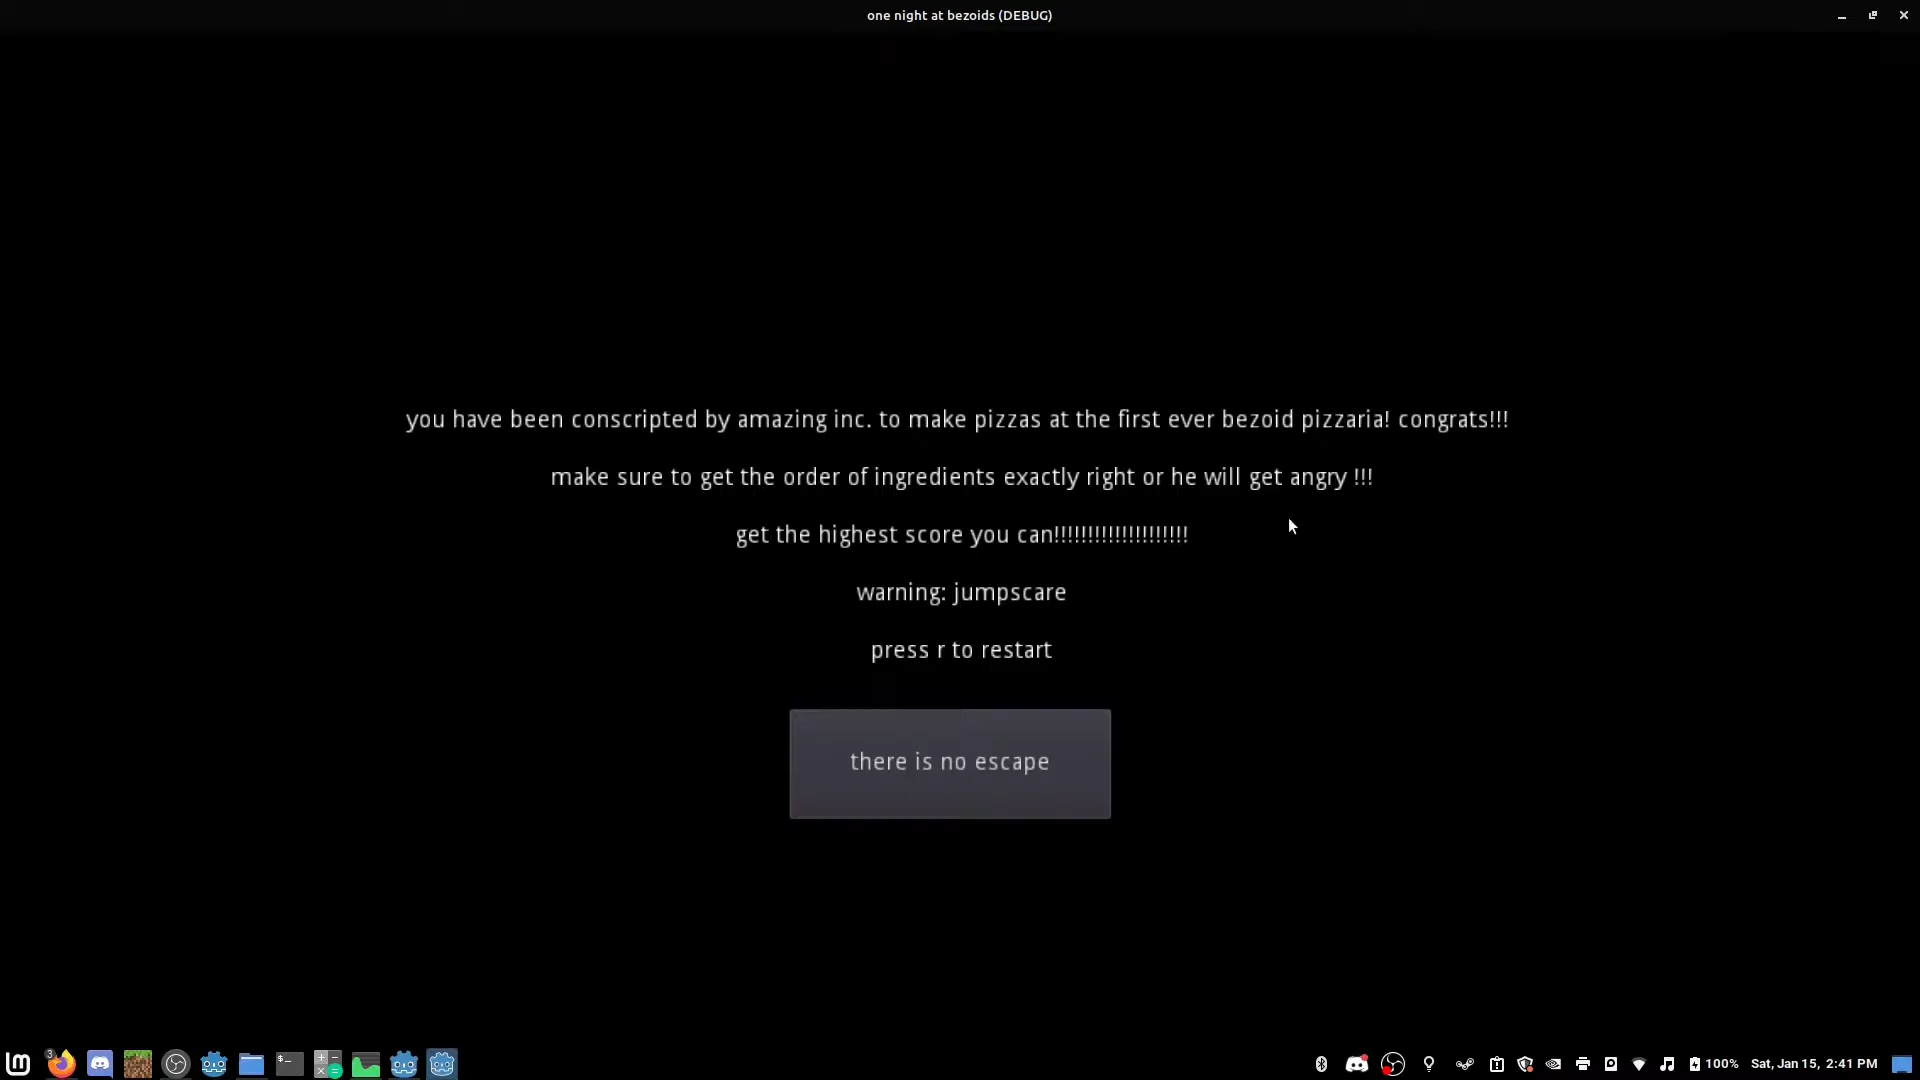 one night at bezoids (DEBUG)
you have been conscripted by amazing inc. to make pizzas at the first ever bezoid pizzaria! congrats!!!
make sure to get the order of ingredients exactly right or he will get angry !!!
get the highest score you can!!!!!!!!!!!!!!!!!!!!
warning: jumpscare
press r to restart
there is no escape
3
100% Sat, Jan 15, 2:41 PM